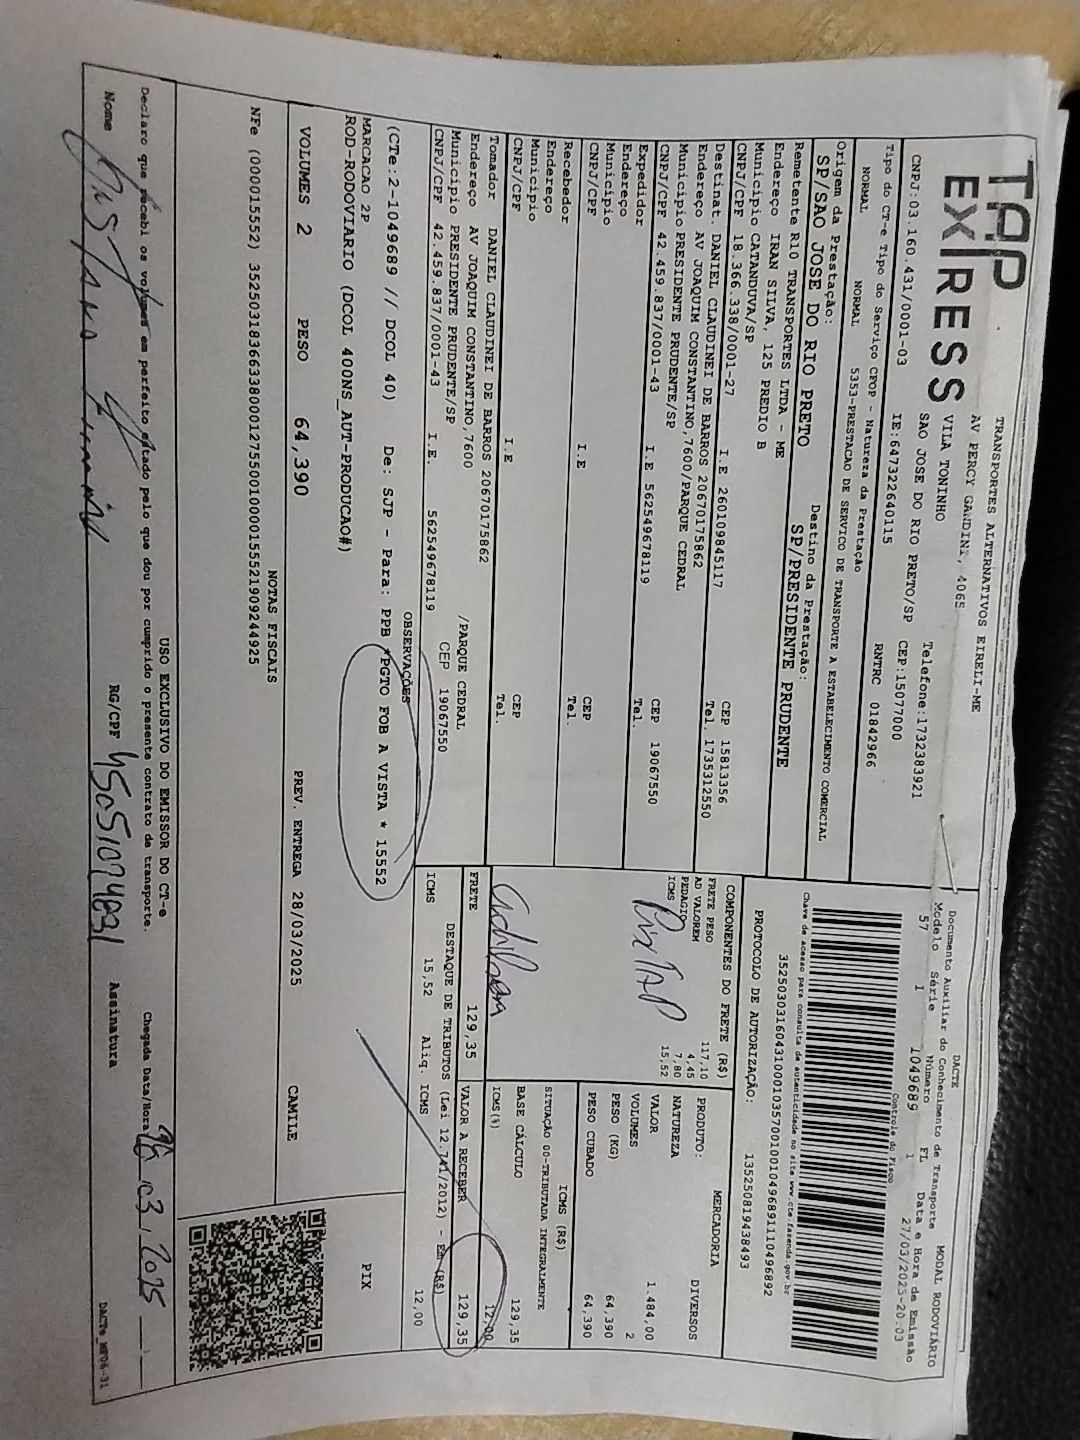 TAP
EXPRESS
TRANSPORTES ALTERNATIVOS EIRELI-ME
AV PERCY GANDINI, 4065
VILA TONINHO
SAO JOSE DO RIO PRETO/SP
Telefone:1732383921
CEP:15077000
CNPJ:03.160.431/0001-03
IE:647322640115
RNTRC 01842966
Tipo do CT-e Tipo do Serviço CFOP - Natureza da Prestação
NORMAL NORMAL 5353-PRESTACAO DE SERVICO DE TRANSPORTE A ESTABELECIMENTO COMERCIAL
Origem da Prestação: Destino da Prestação:
SP/SAO JOSE DO RIO PRETO SP/PRESIDENTE PRUDENTE
Remetente R10 TRANSPORTES LTDA - ME
Endereço IRAN SILVA, 125 PREDIO B
Município CATANDUVA/SP CEP 15813356
CNPJ/CPF 18.366.338/0001-27 I.E 260109845117 Tel. 1735312550
Destinat. DANIEL CLAUDINEI DE BARROS 20670175862
Endereço AV JOAQUIM CONSTANTINO,7600/PARQUE CEDRAL
Município PRESIDENTE PRUDENTE/SP CEP 19067550
CNPJ/CPF 42.459.837/0001-43 I.E 562549678119 Tel.
Expedidor
Endereço
Município CEP
CNPJ/CPF I.E Tel.
Recebedor
Endereço
Município CEP
CNPJ/CPF I.E Tel.
Tomador DANIEL CLAUDINEI DE BARROS 20670175862
Endereço AV JOAQUIM CONSTANTINO,7600 /PARQUE CEDRAL
Município PRESIDENTE PRUDENTE/SP CEP 19067550
CNPJ/CPF 42.459.837/0001-43 I.E. 562549678119
OBSERVAÇÕES
(CTe:2-1049689 // DCOL 40) De: SJP - Para: PPB *PGTO FOB A VISTA * 15552
MARCACAO 2P
ROD-RODOVIARIO (DCOL 400NS_AUT-PRODUCAO#)
VOLUMES 2 PESO 64,390 PREV. ENTREGA 28/03/2025 CAMILE
NOTAS FISCAIS
NFe (000015552) 35250318366338000127550010000155521909244925
DACTE MODAL RODOVIÁRIO
Documento Auxiliar do Conhecimento de Transporte
Modelo Série Número FL Data e Hora de Emissão
57 1 1049689 1 27/03/2025-20:03
Controle do Fisco
Chave de acesso para consulta de autenticidade no site www.cte.fazenda.gov.br
35250303160431000103570010010496891110496892
PROTOCOLO DE AUTORIZAÇÃO: 135250819438493
COMPONENTES DO FRETE (R$)
FRETE PESO 117,10
AD VALOREM 4,45
PEDAGIO 7,80
ICMS 15,52
Pix TAP
MERCADORIA
PRODUTO: DIVERSOS
NATUREZA
VALOR 1.484,00
VOLUMES 2
PESO (KG) 64,390
PESO CUBADO 64,390
ICMS (R$)
SITUAÇÃO 00-TRIBUTADA INTEGRALMENTE
BASE CÁLCULO 129,35
ICMS(%) 12,00
FRETE 129,35 VALOR A RECEBER 129,35
DESTAQUE DE TRIBUTOS (Lei 12.741/2012) - Em (R$)
ICMS 15,52 Aliq. ICMS 12,00
PIX
USO EXCLUSIVO DO EMISSOR DO CT-e
Declaro que recebi os volumes em perfeito estado pelo que dou por cumprido o presente contrato de transporte.
Chegada Data/Hora
Nome RG/CPF 45051074831 Assinatura
DACTe_MP06-31